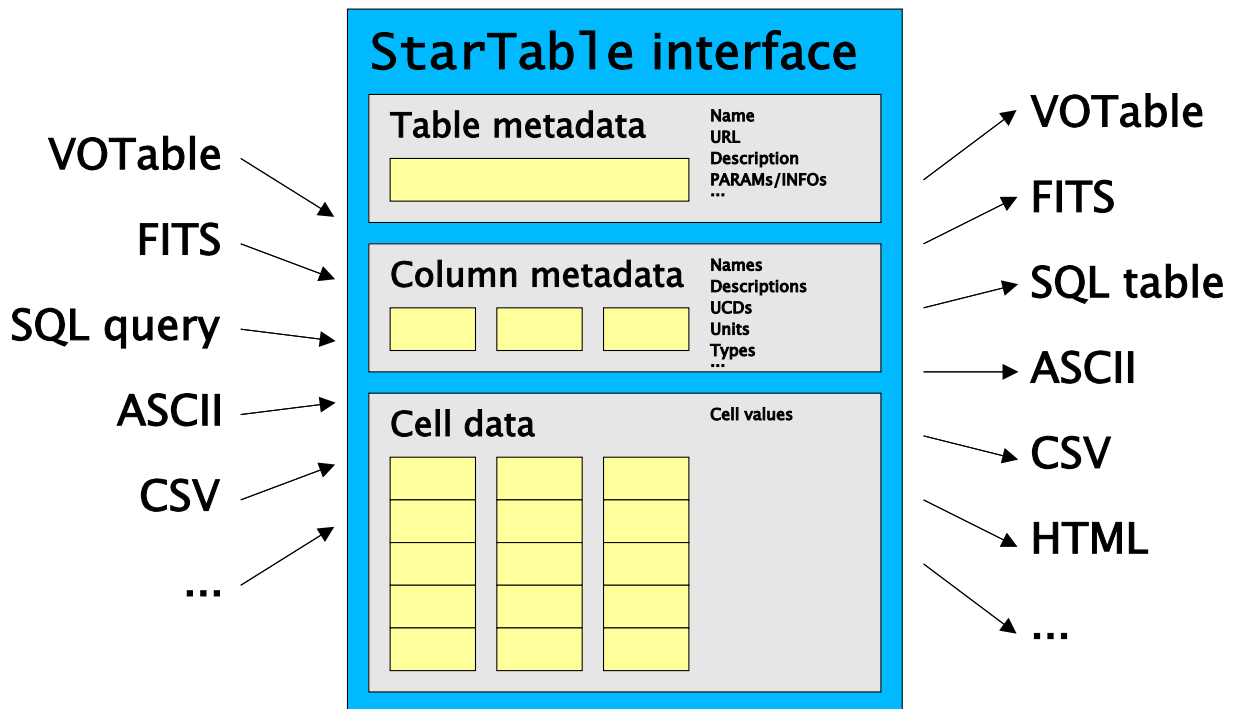 StarTable interface
VOTable
FITS
SQL query
ASCII
CSV
...
Table metadata
Name
URL
Description
PARAMs/INFOs
...
Column metadata
Names
Descriptions
UCDs
Units
Types
...
Cell data
Cell values
VOTable
FITS
SQL table
ASCII
CSV
HTML
...